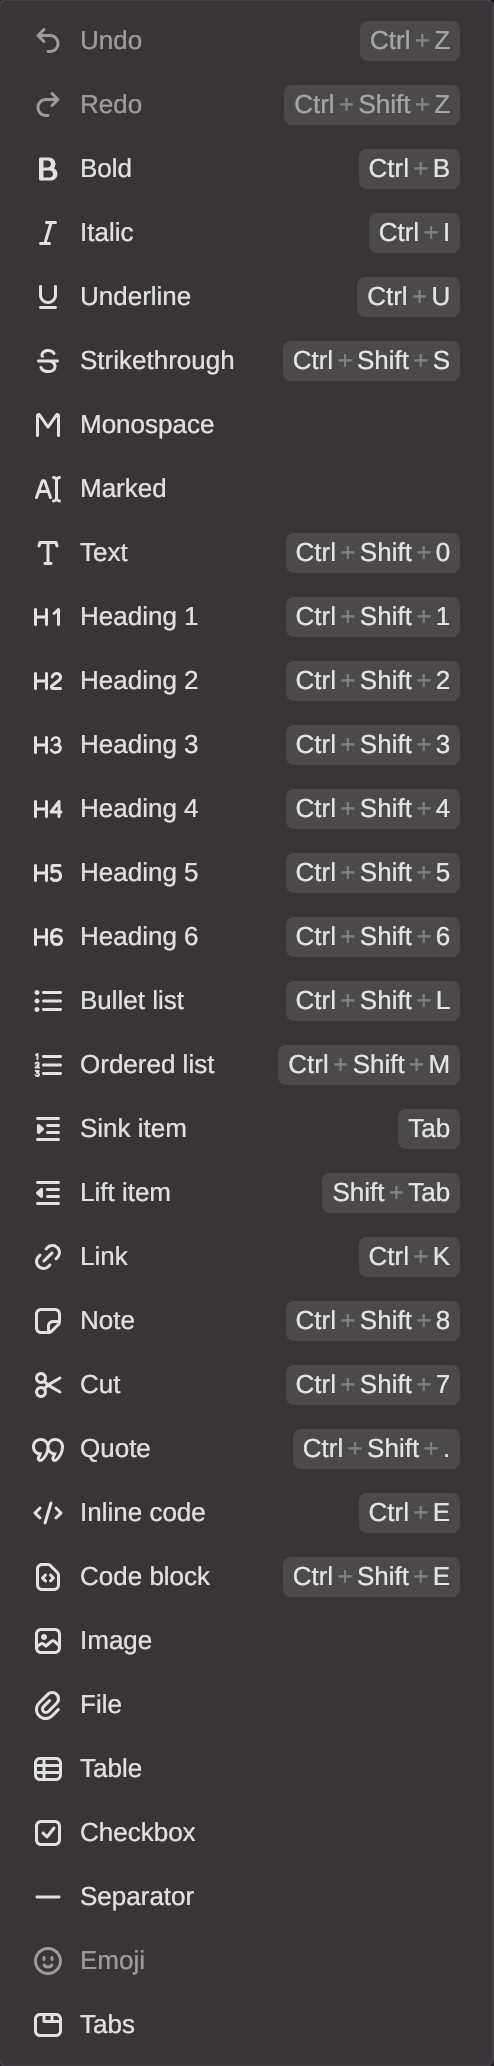 Undo Ctrl+Z
Redo Ctrl+Shift+Z
B Bold Ctrl+B
I Italic Ctrl+I
U Underline Ctrl+U
S Strikethrough Ctrl+Shift+S
M Monospace
A Marked
T Text Ctrl+Shift+0
H1 Heading 1 Ctrl+Shift+1
H2 Heading 2 Ctrl+Shift+2
H3 Heading 3 Ctrl+Shift+3
H4 Heading 4 Ctrl+Shift+4
H5 Heading 5 Ctrl+Shift+5
H6 Heading 6 Ctrl+Shift+6
Bullet list Ctrl+Shift+L
Ordered list Ctrl+Shift+M
Sink item Tab
Lift item Shift+Tab
Link Ctrl+K
Note Ctrl+Shift+8
Cut Ctrl+Shift+7
Quote Ctrl+Shift+.
Inline code Ctrl+E
Code block Ctrl+Shift+E
Image
File
Table
Checkbox
Separator
Emoji
Tabs